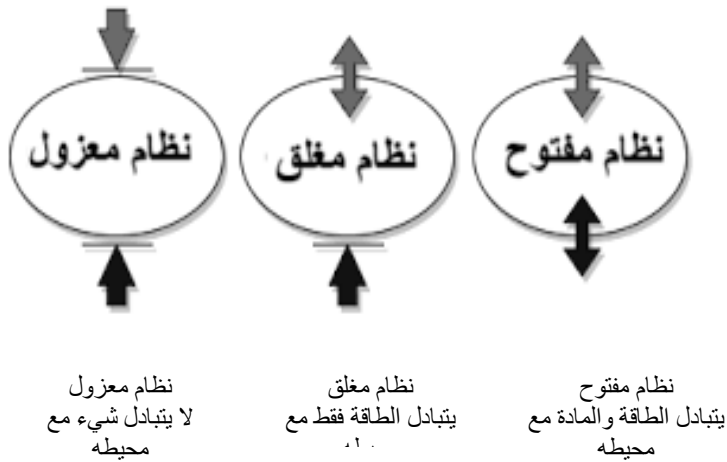 نظام مفتوح
نظام مغلق
نظام معزول
نظام مفتوح
يتبادل الطاقة والمادة مع
محيطه
نظام مغلق
يتبادل الطاقة فقط مع
نظام معزول
لا يتبادل شيء مع
محيطه